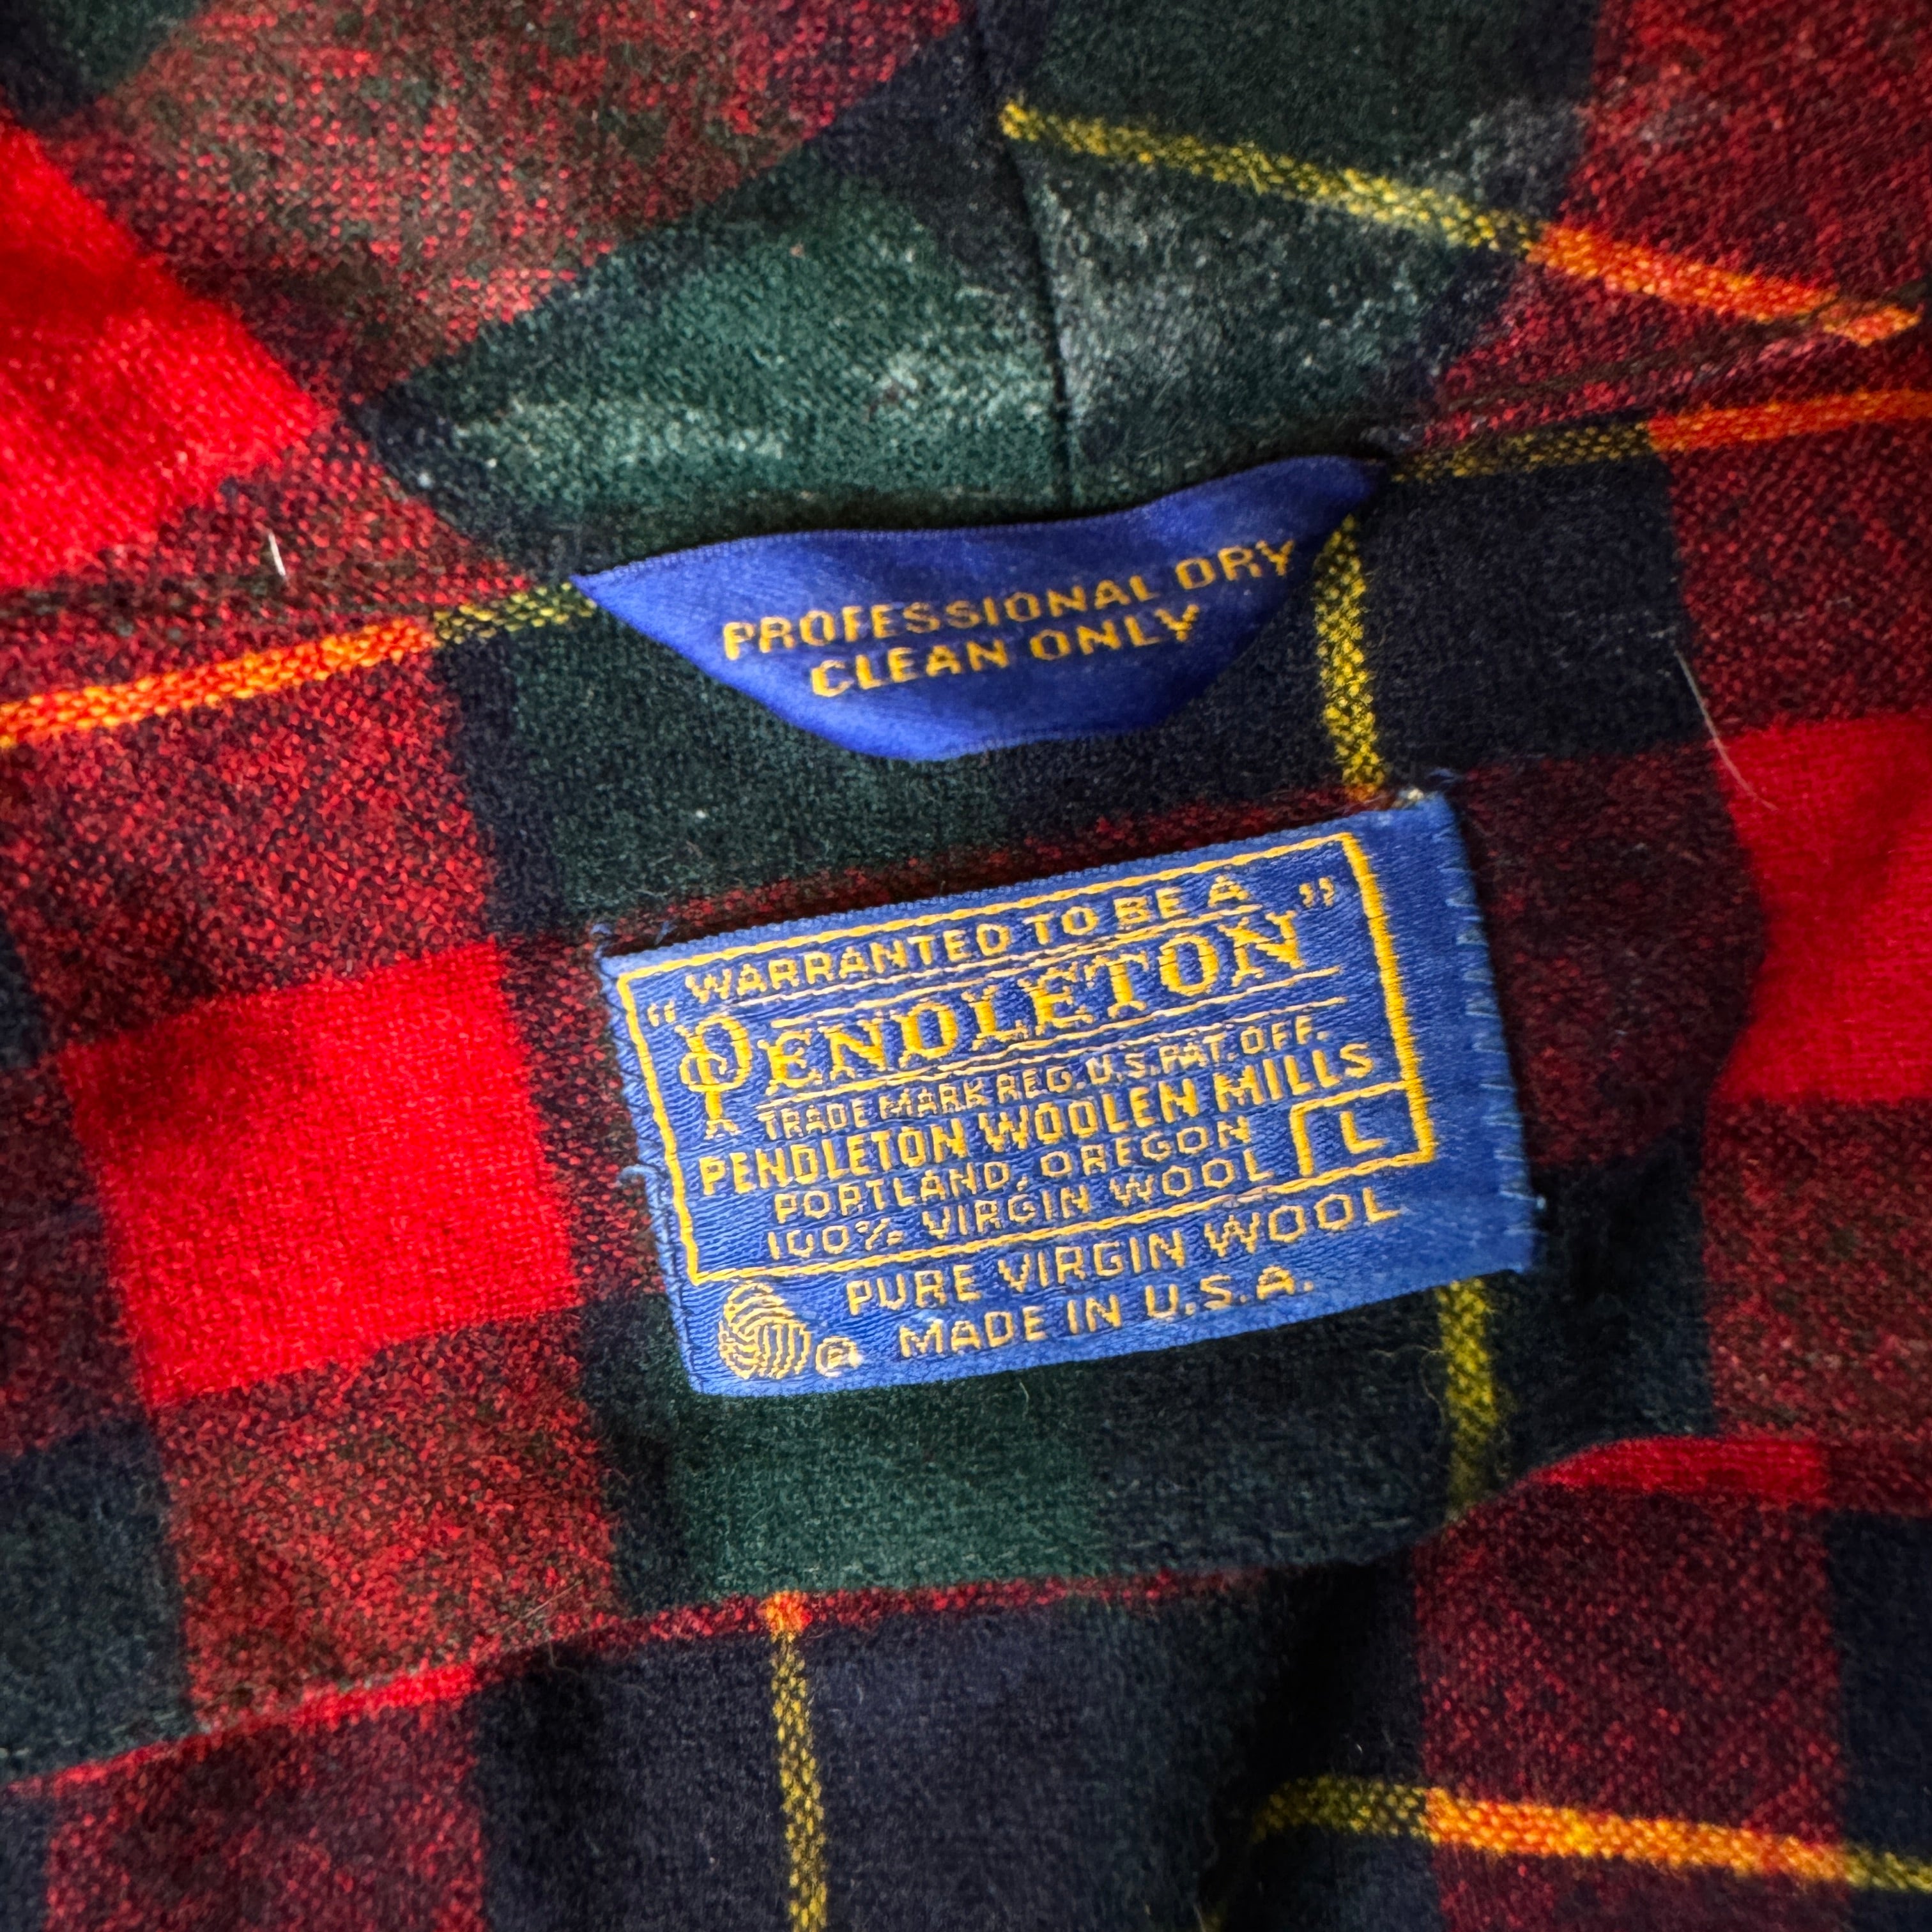 PROFESSIONAL DRY
CLEAN ONLY
WARRANTED TO BE A
"PENDLETON"
TRADE MARK REG. U.S. PAT. OFF.
PENDLETON WOOLEN MILLS
PORTLAND, OREGON
100% VIRGIN WOOL
L
PURE VIRGIN WOOL
® MADE IN U.S.A.